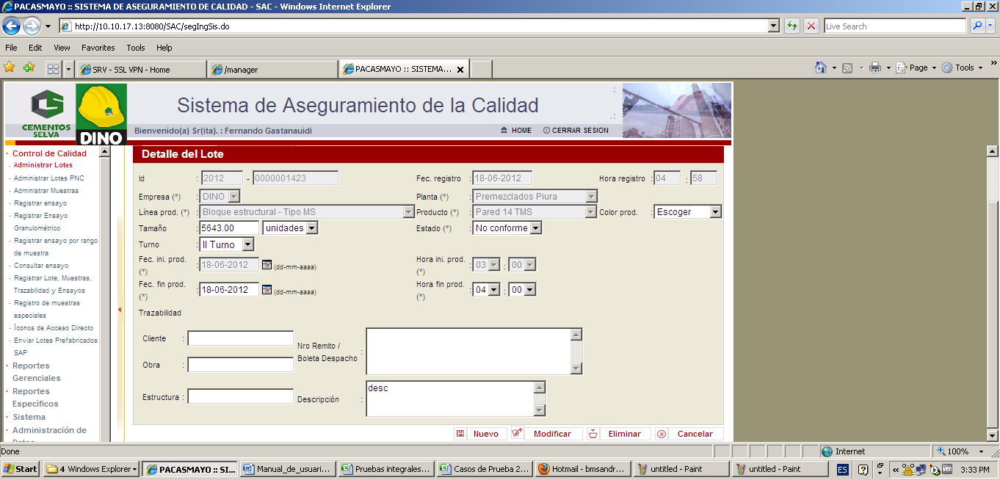 PACASMAYO :: SISTEMA DE ASEGURAMIENTO DE CALIDAD - SAC - Windows Internet Explorer
http://10.10.17.13:8080/SAC/segIngSis.do
Live Search
File Edit View Favorites Tools Help
SRV - SSL VPN - Home
/manager
PACASMAYO :: SISTEMA...
Page Tools »
CEMENTOS SELVA
DINO
Sistema de Aseguramiento de la Calidad
Bienvenido(a) Sr(ita). : Fernando Gastanauidi
HOME
CERRAR SESION
· Control de Calidad
· Administrar Lotes
· Administrar Lotes PNC
· Administrar Muestras
· Registrar ensayo
· Registrar Ensayo
Granulométrico
· Registrar ensayo por rango
de muestra
· Consultar ensayo
· Registrar Lote, Muestras,
Trazabilidad y Ensayos
· Registro de muestras
especiales
· Íconos de Acceso Directo
· Enviar Lotes Prefabricados
SAP
· Reportes
Gerenciales
· Reportes
Específicos
· Sistema
· Administración de
Detalle del Lote
Id : 2012 - 0000001423 Fec. registro : 18-06-2012 Hora registro : 04 : 58
Empresa (*) : DINO Planta (*) : Premezclados Piura
Línea prod. (*) : Bloque estructural - Tipo MS Producto (*) : Pared 14 TMS Color prod. : Escoger
Tamaño : 5643.00 unidades Estado (*) : No conforme
Turno : II Turno
Fec. ini. prod. (*) : 18-06-2012 (dd-mm-aaaa) Hora ini. prod. (*) : 03 : 00
Fec. fin prod. (*) : 18-06-2012 (dd-mm-aaaa) Hora fin prod. (*) : 04 : 00
Trazabilidad
Cliente :
Nro Remito /
Boleta Despacho :
Obra :
Estructura :
Descripción : desc
Nuevo Modificar Eliminar Cancelar
Done Internet 100%
Start 4 Windows Explorer PACASMAYO :: SI... Manual_de_usuari... Pruebas integrales... Casos de Prueba 2... Hotmail - bmsandr... untitled - Paint untitled - Paint ES « 3:33 PM